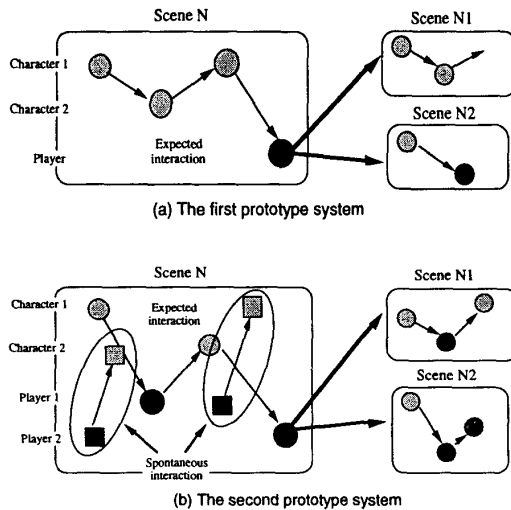 Scene N
Scene N1
Character 1
Character 2
Scene N2
Expected
interaction
Player
(a) The first prototype system
Scene N
Scene N1
Character 1
Expected
interaction
Character 2
Player 1
Scene N2
Player 2
Spontaneous
interaction
(b) The second prototype system